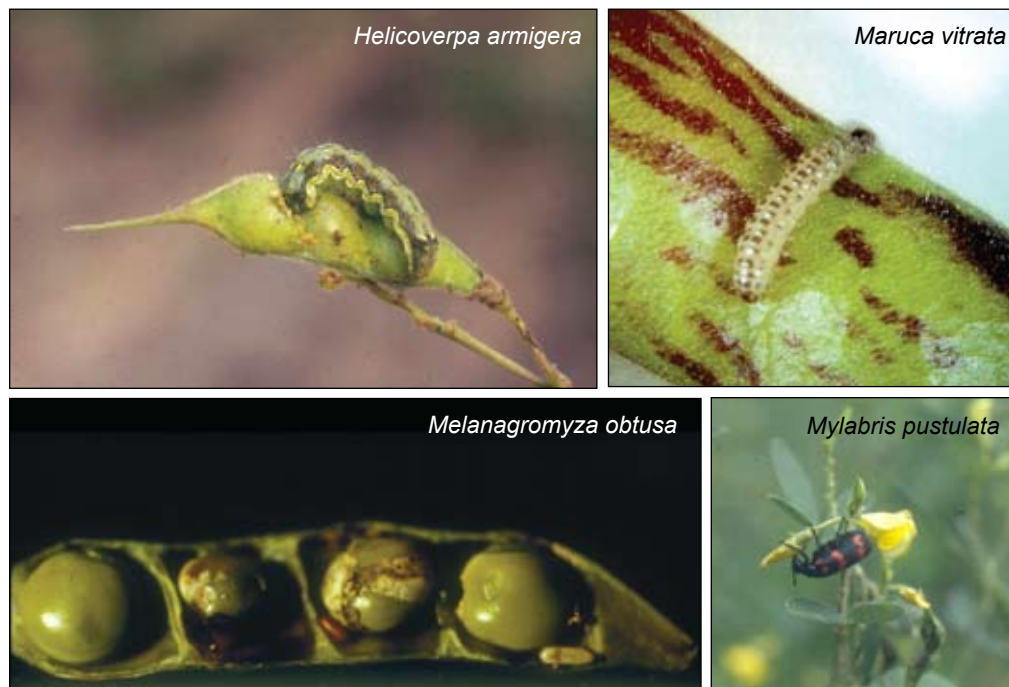 Helicoverpa armigera
Maruca vitrata
Melanagromyza obtusa
Mylabris pustulata